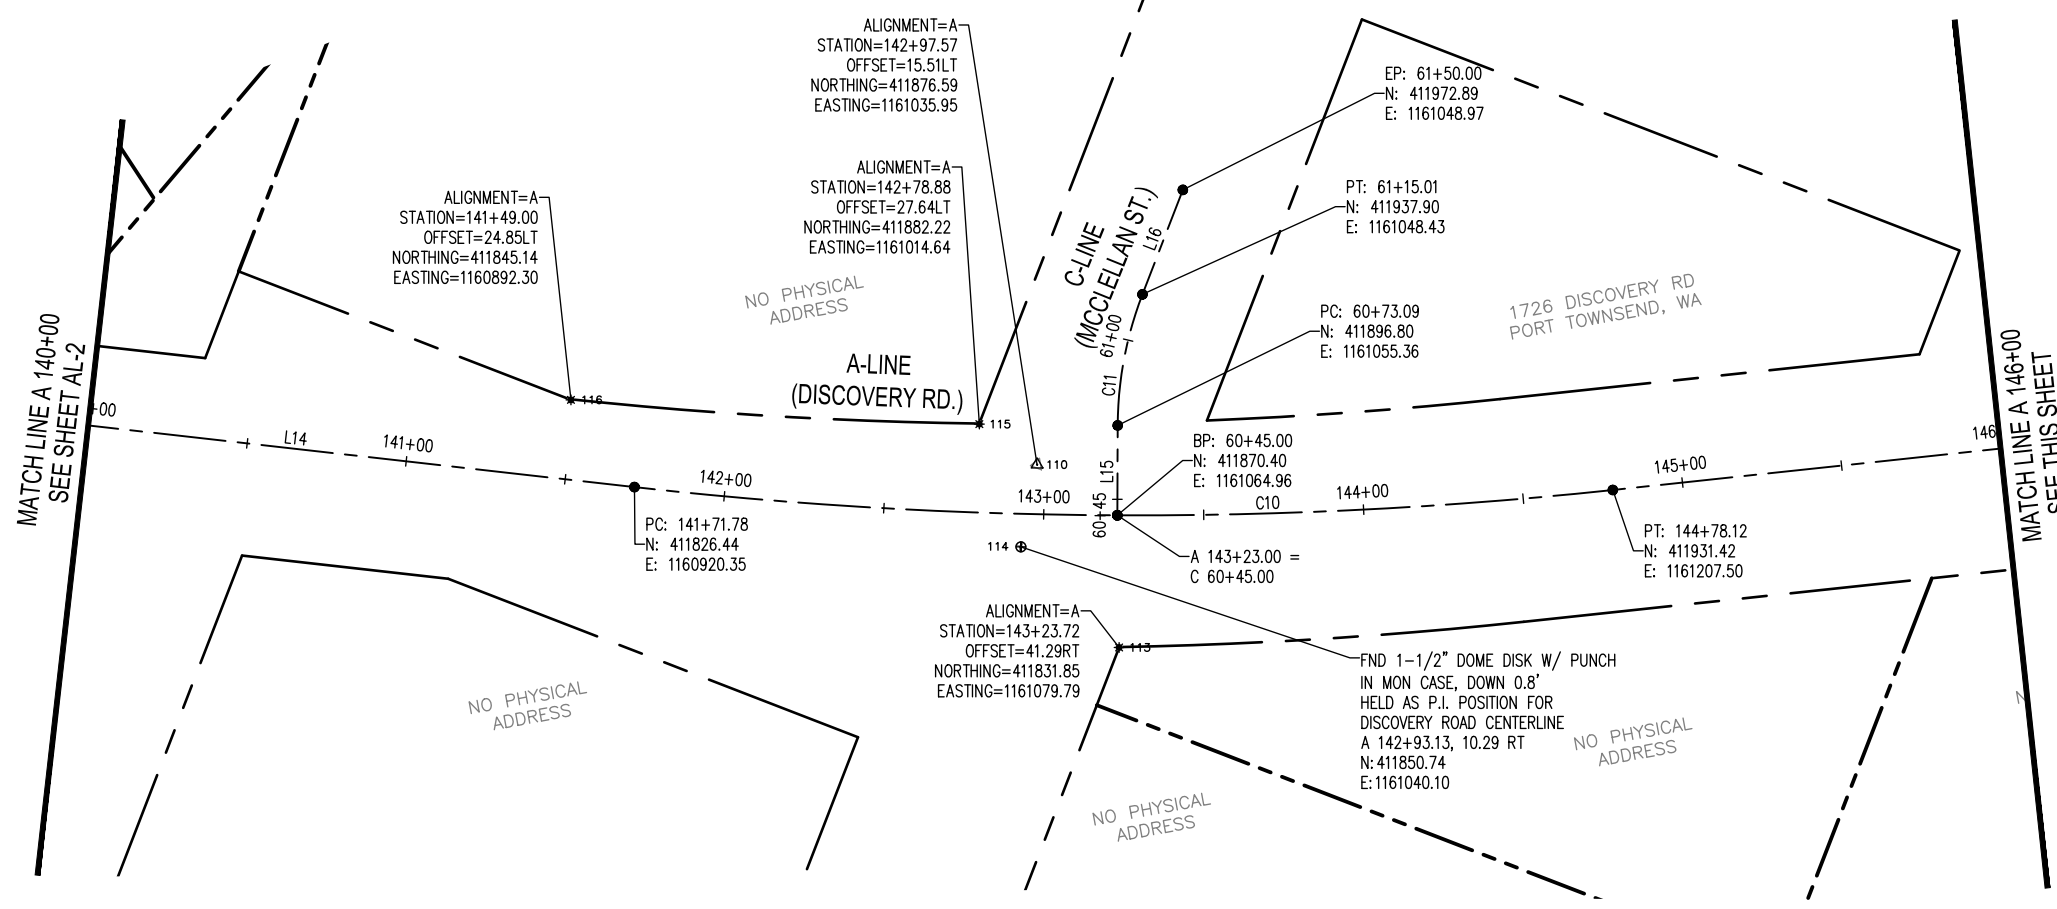 ALIGNMENT=A
STATION=142+97.57
OFFSET=15.51LT
NORTHING=411876.59
EASTING=1161035.95
EP: 61+50.00
N: 411972.89
E: 1161048.97
ALIGNMENT=A
STATION=142+78.88
OFFSET=27.64LT
NORTHING=411882.22
EASTING=1161014.64
ALIGNMENT=A
STATION=141+49.00
OFFSET=24.85LT
NORTHING=411845.14
EASTING=1160892.30
PT: 61+15.01
N: 411937.90
E: 1161048.43
C-LINE
(MCCLELLAN ST.)
L16
61+00
C11
L15
60+45
NO PHYSICAL
ADDRESS
1726 DISCOVERY RD
PORT TOWNSEND, WA
PC: 60+73.09
N: 411896.80
E: 1161055.36
MATCH LINE A 140+00
SEE SHEET AL-2
MATCH LINE A 146+00
SEE THIS SHEET
A-LINE
(DISCOVERY RD.)
116
115
110
+00
L14
141+00
142+00
143+00
C10
144+00
145+00
146
BP: 60+45.00
N: 411870.40
E: 1161064.96
PC: 141+71.78
N: 411826.44
E: 1160920.35
114
A 143+23.00 =
C 60+45.00
PT: 144+78.12
N: 411931.42
E: 1161207.50
ALIGNMENT=A
STATION=143+23.72
OFFSET=41.29RT
NORTHING=411831.85
EASTING=1161079.79
113
FND 1-1/2" DOME DISK W/ PUNCH
IN MON CASE, DOWN 0.8'
HELD AS P.I. POSITION FOR
DISCOVERY ROAD CENTERLINE
A 142+93.13, 10.29 RT
N:411850.74
E:1161040.10
NO PHYSICAL
ADDRESS
NO PHYSICAL
ADDRESS
NO PHYSICAL
ADDRESS
N